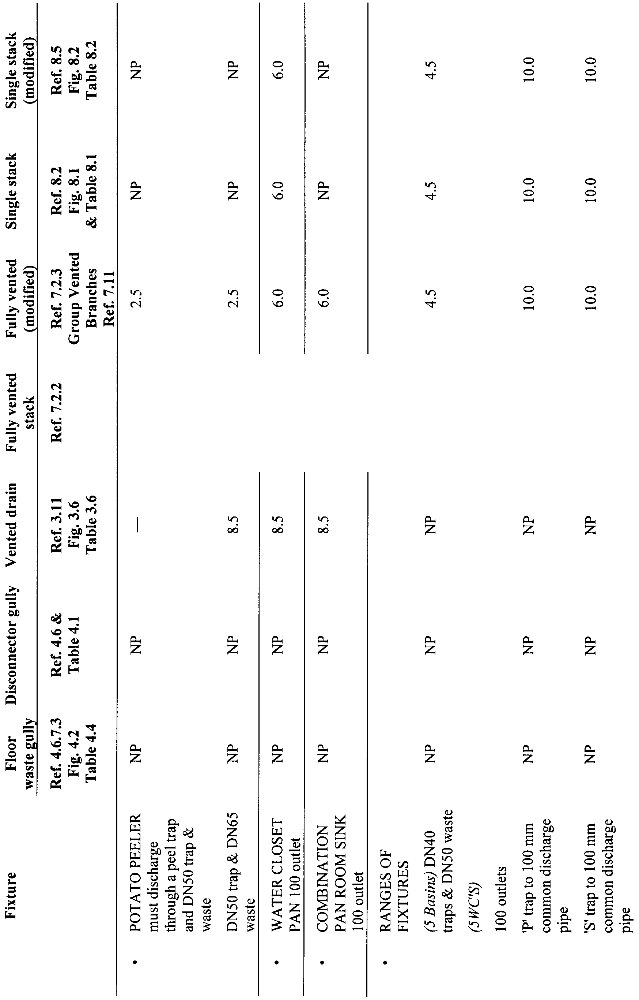 Fixture Floor Disconnector gully Vented drain Fully vented Fully vented Single stack Single stack
waste gully stack (modified) (modified)
Ref. 4.6.7.3 Ref. 4.6 & Ref. 3.11 Ref. 7.2.2 Ref. 7.2.3 Ref. 8.2 Ref. 8.5
Fig. 4.2 Table 4.1 Fig. 3.6 Group Vented Fig. 8.1 Fig. 8.2
Table 4.4 Table 3.6 Branches & Table 8.1 Table 8.2
Ref. 7.11
• POTATO PEELER NP NP — 2.5 NP NP
must discharge
through a peel trap
and DN50 trap &
waste
DN50 trap & DN65 NP NP 8.5 2.5 NP NP
waste
• WATER CLOSET NP NP 8.5 6.0 6.0 6.0
PAN 100 outlet
• COMBINATION NP NP 8.5 6.0 NP NP
PAN ROOM SINK
100 outlet
• RANGES OF
FIXTURES
(5 Basins) DN40 NP NP NP 4.5 4.5 4.5
traps & DN50 waste
(5WC'S)
100 outlets
'P' trap to 100 mm NP NP NP 10.0 10.0 10.0
common discharge
pipe
'S' trap to 100 mm NP NP NP 10.0 10.0 10.0
common discharge
pipe